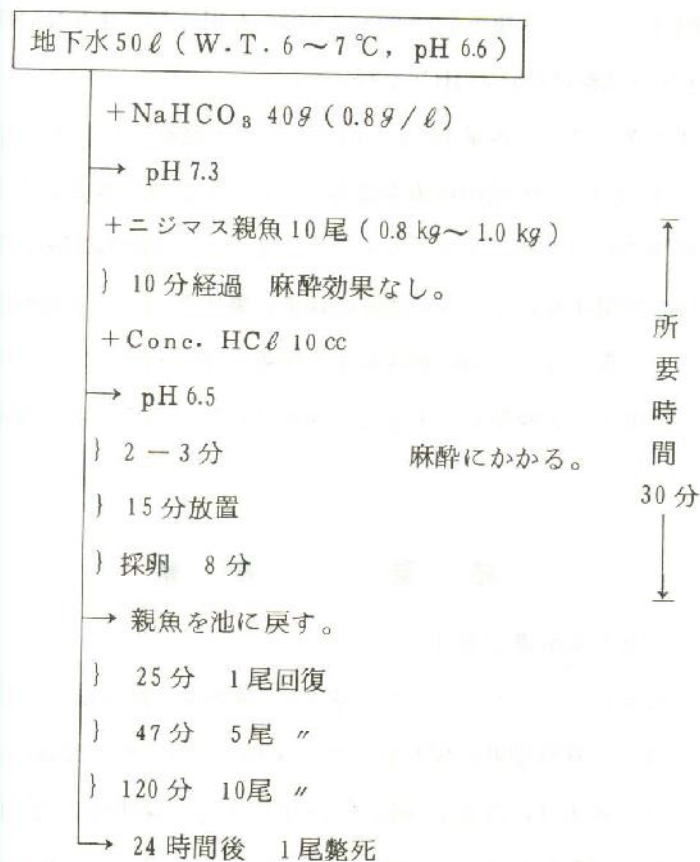 地下水50ℓ(W.T. 6～7℃, pH 6.6)
+NaHCO₃ 40g(0.8g/ℓ)
→ pH 7.3
+ニジマス親魚10尾(0.8kg～1.0kg)
} 10分経過 麻酔効果なし。
+Conc. HCℓ 10cc
→ pH 6.5
} 2－3分 麻酔にかかる。
} 15分放置
} 採卵 8分
→ 親魚を池に戻す。
} 25分 1尾回復
} 47分 5尾 〃
} 120分 10尾 〃
→ 24時間後 1尾斃死
所要時間
30分